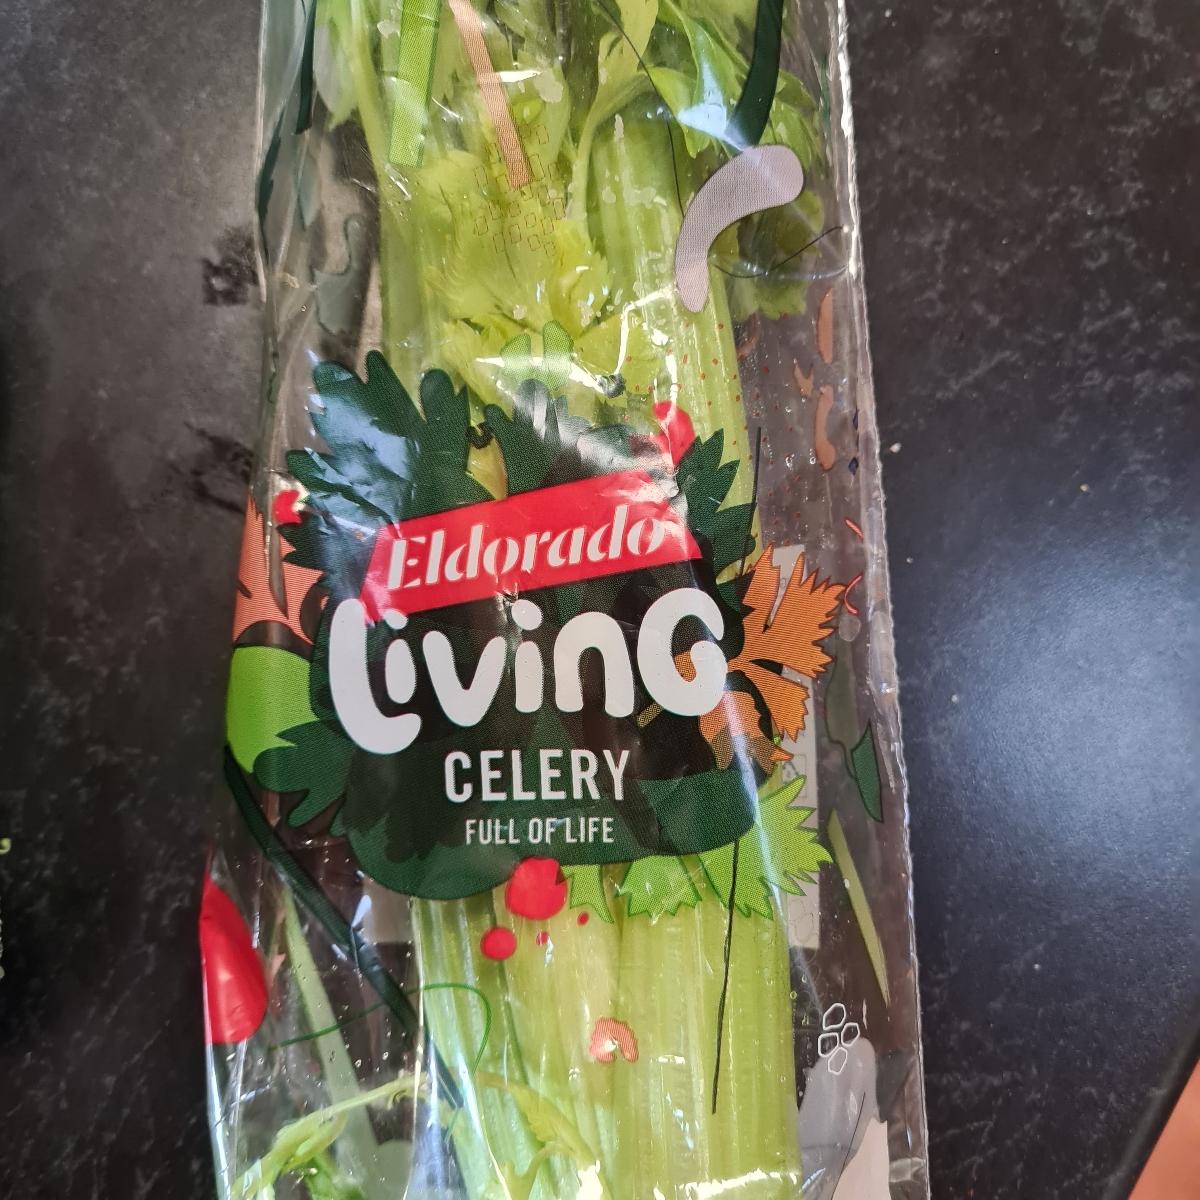 Eldorado
LivinG
CELERY
FULL OF LIFE